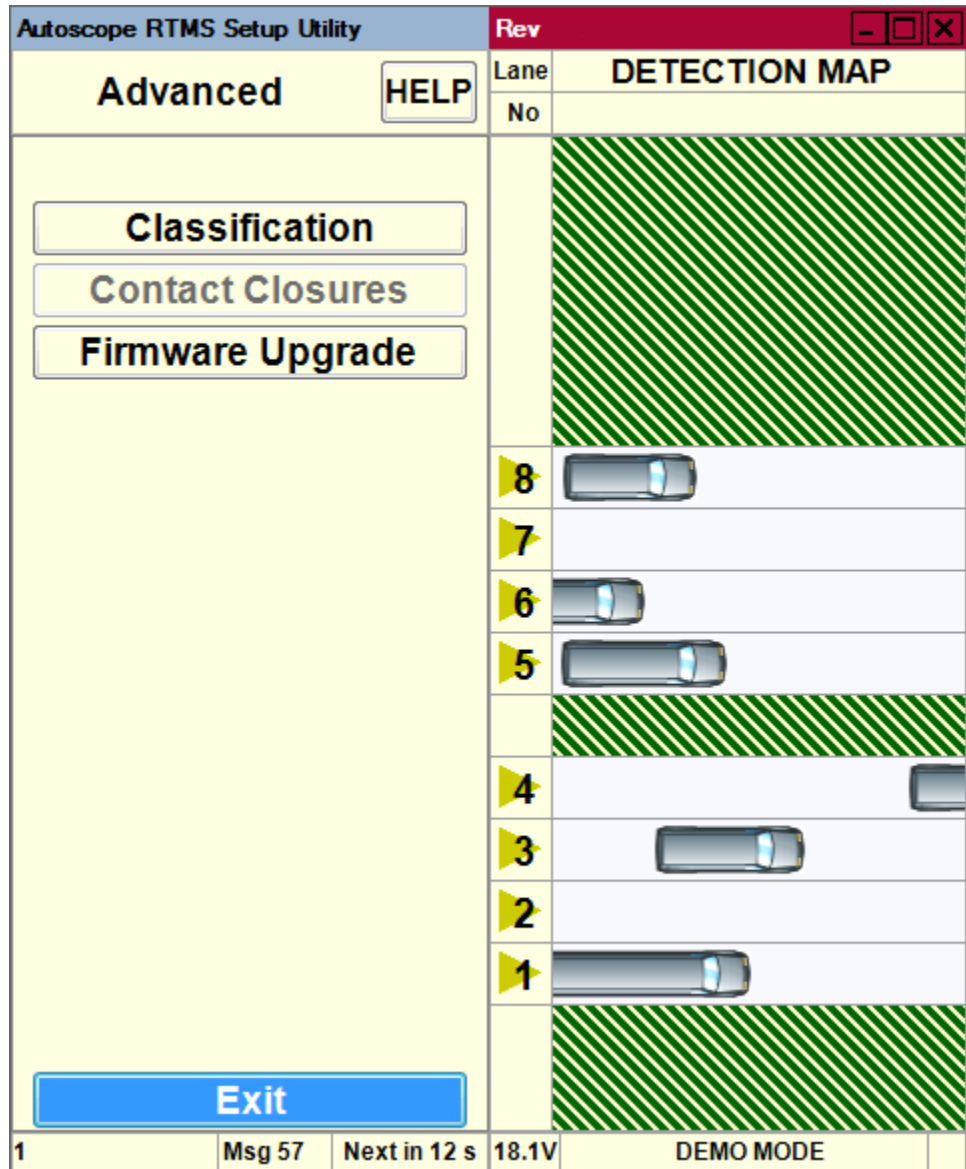 Autoscope RTMS Setup Utility
Rev
Advanced
HELP
Lane
No
DETECTION MAP
Classification
Contact Closures
Firmware Upgrade
8
7
6
5
4
3
2
1
Exit
1
Msg 57
Next in 12 s
18.1V
DEMO MODE